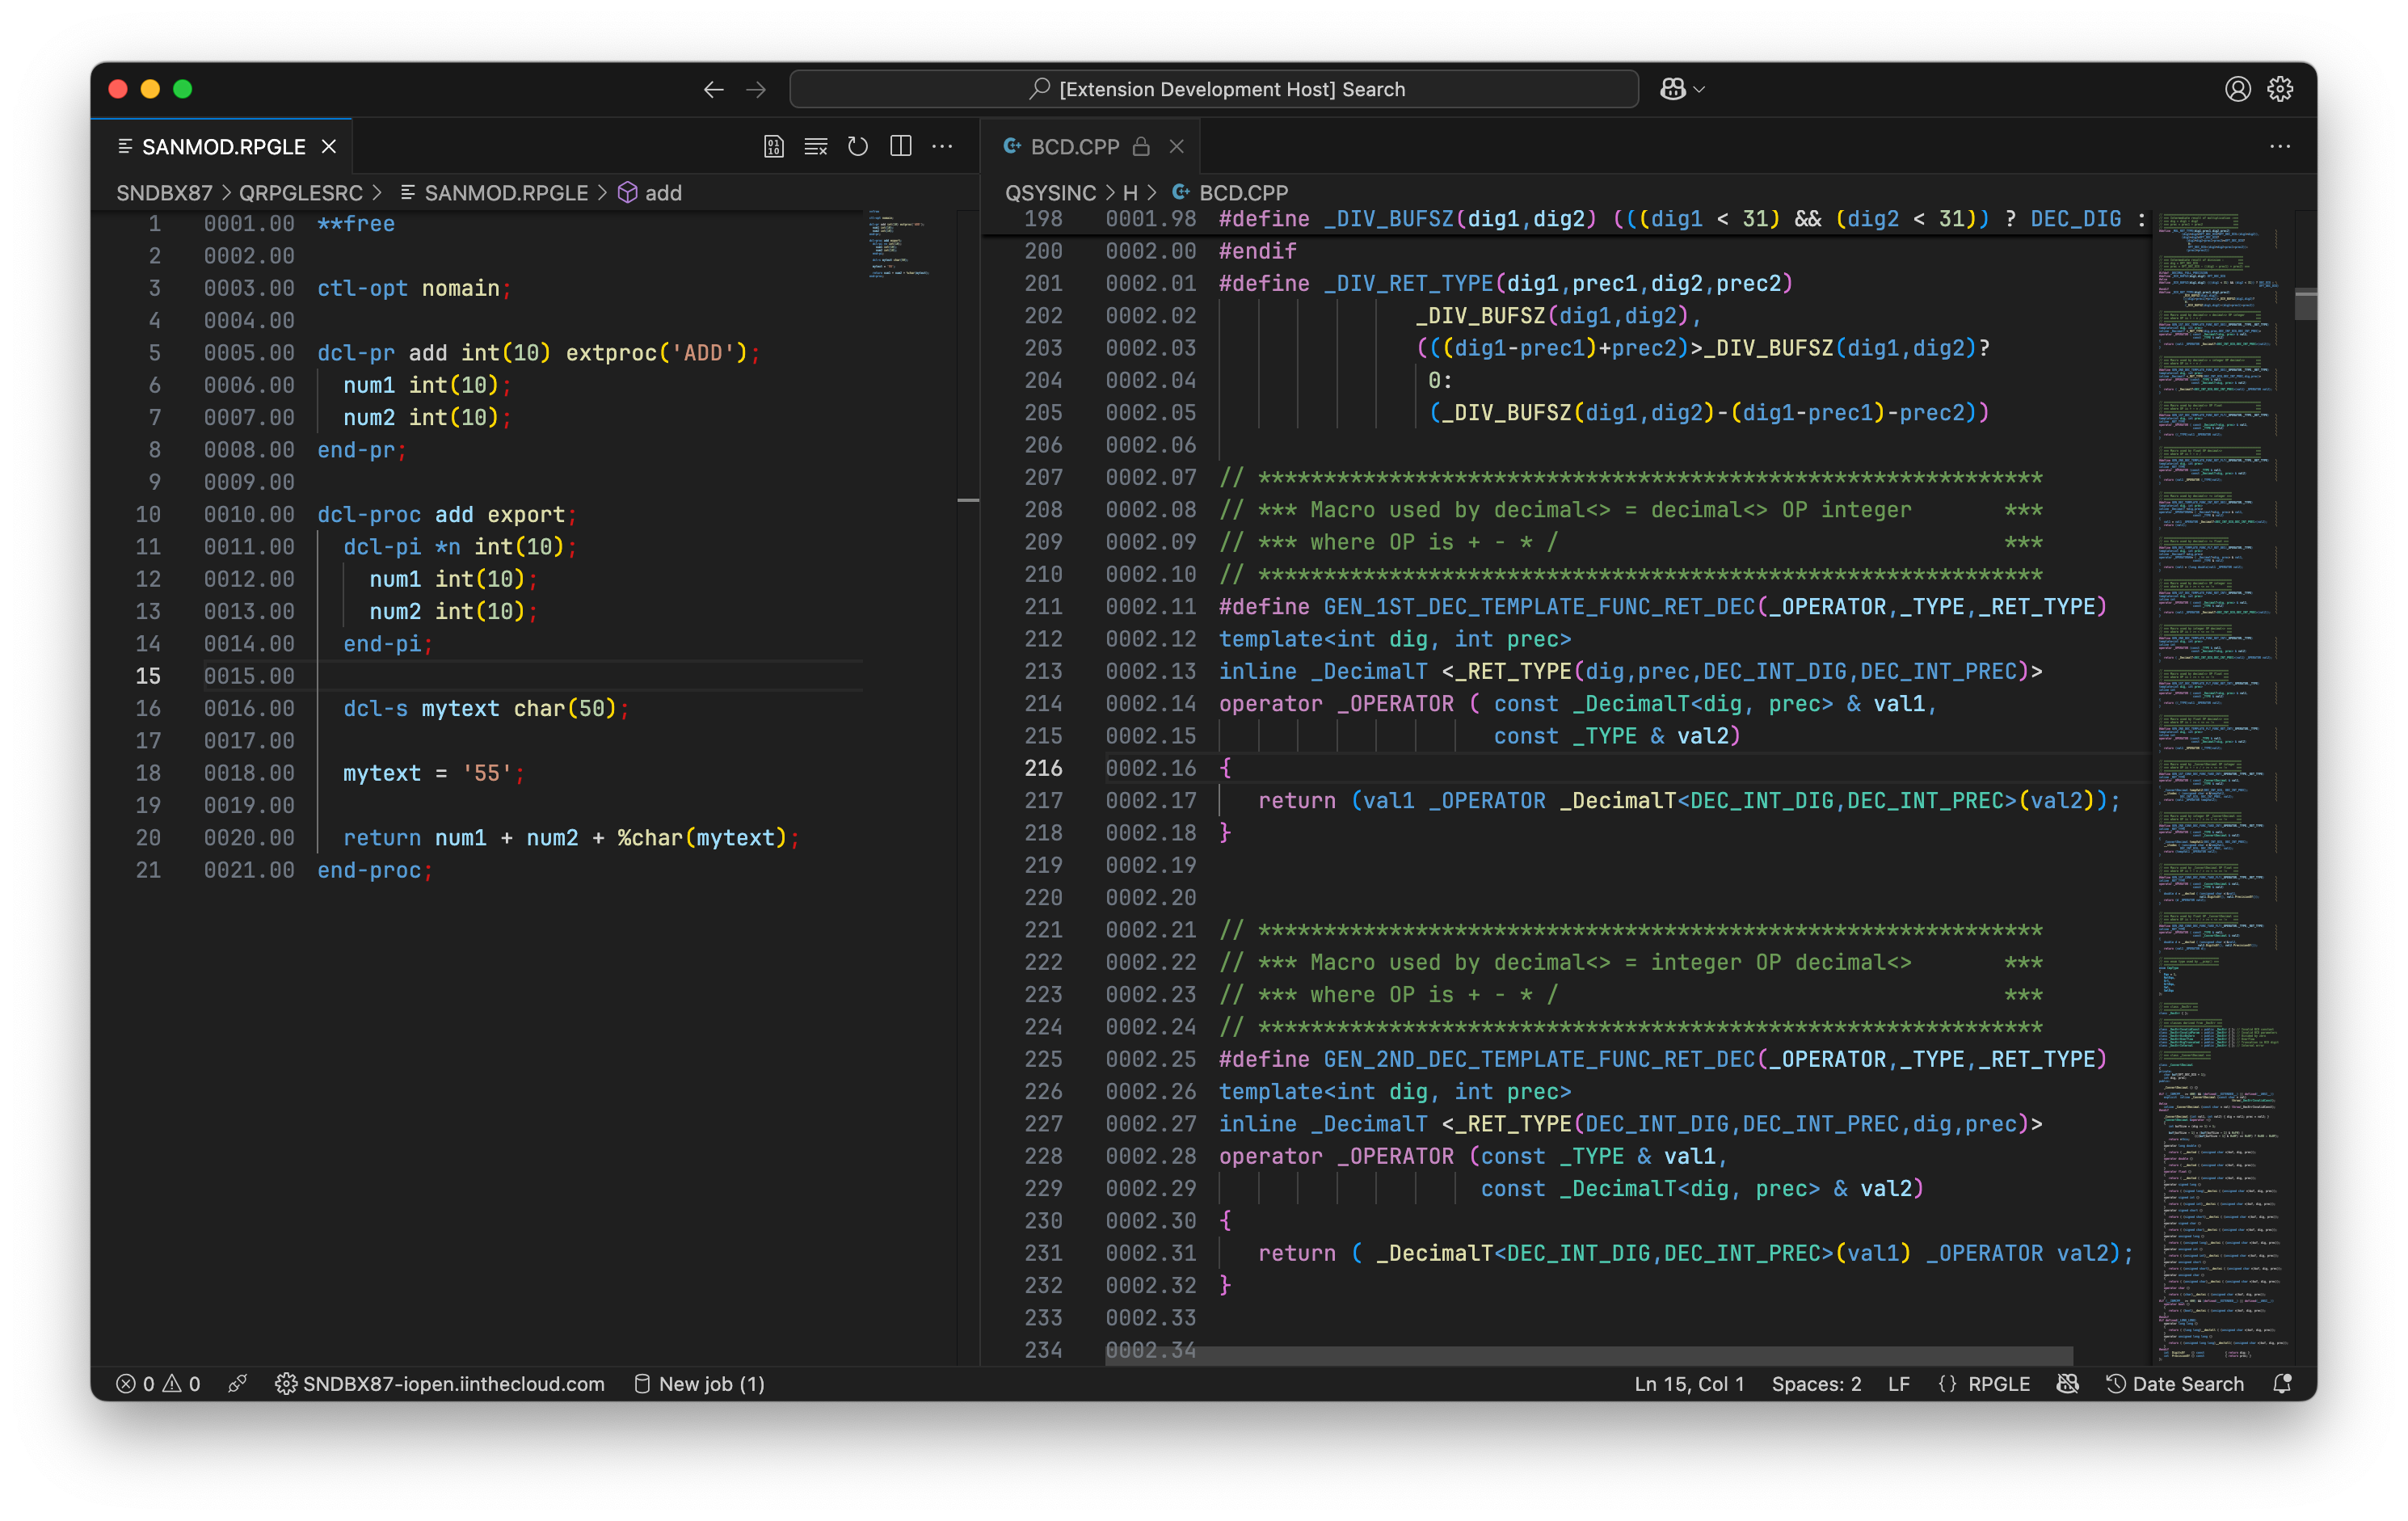 [Extension Development Host] Search
SANMOD.RPGLE
SNDBX87 > QRPGLESRC > SANMOD.RPGLE > add
1 0001.00 **free
2 0002.00
3 0003.00 ctl-opt nomain;
4 0004.00
5 0005.00 dcl-pr add int(10) extproc('ADD');
6 0006.00   num1 int(10);
7 0007.00   num2 int(10);
8 0008.00 end-pr;
9 0009.00
10 0010.00 dcl-proc add export;
11 0011.00   dcl-pi *n int(10);
12 0012.00     num1 int(10);
13 0013.00     num2 int(10);
14 0014.00   end-pi;
15 0015.00
16 0016.00   dcl-s mytext char(50);
17 0017.00
18 0018.00   mytext = '55';
19 0019.00
20 0020.00   return num1 + num2 + %char(mytext);
21 0021.00 end-proc;
BCD.CPP
QSYSINC > H > BCD.CPP
198 0001.98 #define _DIV_BUFSZ(dig1,dig2) (((dig1 < 31) && (dig2 < 31)) ? DEC_DIG :
200 0002.00 #endif
201 0002.01 #define _DIV_RET_TYPE(dig1,prec1,dig2,prec2)
202 0002.02                _DIV_BUFSZ(dig1,dig2),
203 0002.03                (((dig1-prec1)+prec2)>_DIV_BUFSZ(dig1,dig2)?
204 0002.04                 0:
205 0002.05                 (_DIV_BUFSZ(dig1,dig2)-(dig1-prec1)-prec2))
206 0002.06
207 0002.07 // ************************************************************
208 0002.08 // *** Macro used by decimal<> = decimal<> OP integer       ***
209 0002.09 // *** where OP is + - * /                                  ***
210 0002.10 // ************************************************************
211 0002.11 #define GEN_1ST_DEC_TEMPLATE_FUNC_RET_DEC(_OPERATOR,_TYPE,_RET_TYPE)
212 0002.12 template<int dig, int prec>
213 0002.13 inline _DecimalT <_RET_TYPE(dig,prec,DEC_INT_DIG,DEC_INT_PREC)>
214 0002.14 operator _OPERATOR ( const _DecimalT<dig, prec> & val1,
215 0002.15                      const _TYPE & val2)
216 0002.16 {
217 0002.17    return (val1 _OPERATOR _DecimalT<DEC_INT_DIG,DEC_INT_PREC>(val2));
218 0002.18 }
219 0002.19
220 0002.20
221 0002.21 // ************************************************************
222 0002.22 // *** Macro used by decimal<> = integer OP decimal<>       ***
223 0002.23 // *** where OP is + - * /                                  ***
224 0002.24 // ************************************************************
225 0002.25 #define GEN_2ND_DEC_TEMPLATE_FUNC_RET_DEC(_OPERATOR,_TYPE,_RET_TYPE)
226 0002.26 template<int dig, int prec>
227 0002.27 inline _DecimalT <_RET_TYPE(DEC_INT_DIG,DEC_INT_PREC,dig,prec)>
228 0002.28 operator _OPERATOR (const _TYPE & val1,
229 0002.29                     const _DecimalT<dig, prec> & val2)
230 0002.30 {
231 0002.31    return ( _DecimalT<DEC_INT_DIG,DEC_INT_PREC>(val1) _OPERATOR val2);
232 0002.32 }
233 0002.33
234 0002.34
0 0 SNDBX87-iopen.iinthecloud.com New job (1) Ln 15, Col 1 Spaces: 2 LF {} RPGLE Date Search